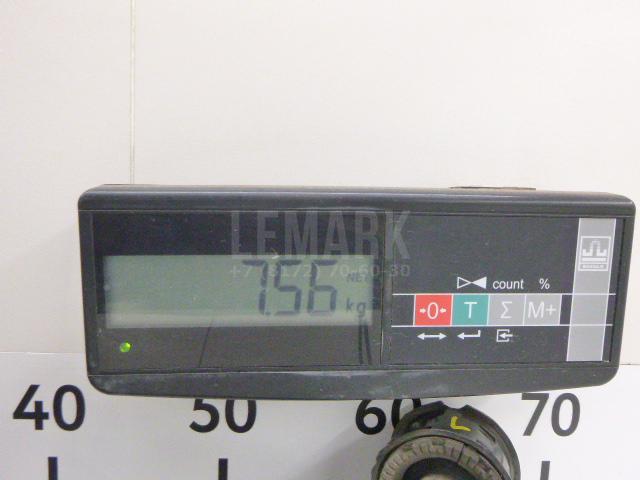 LEMARK
+7 (8172) 70-60-30
NET
7.56 kg
count %
→0← T Σ M+
40 50 60 70
L